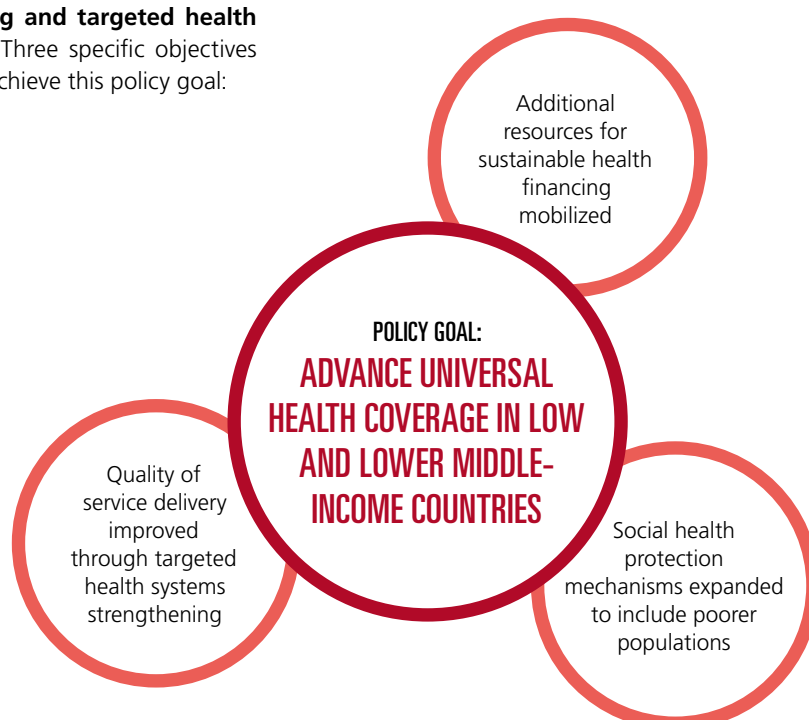 g and targeted health
Three specific objectives
chieve this policy goal:
Additional
resources for
sustainable health
financing
mobilized
POLICY GOAL:
ADVANCE UNIVERSAL
HEALTH COVERAGE IN LOW
AND LOWER MIDDLE-
INCOME COUNTRIES
Quality of
service delivery
improved
through targeted
health systems
strengthening
Social health
protection
mechanisms expanded
to include poorer
populations